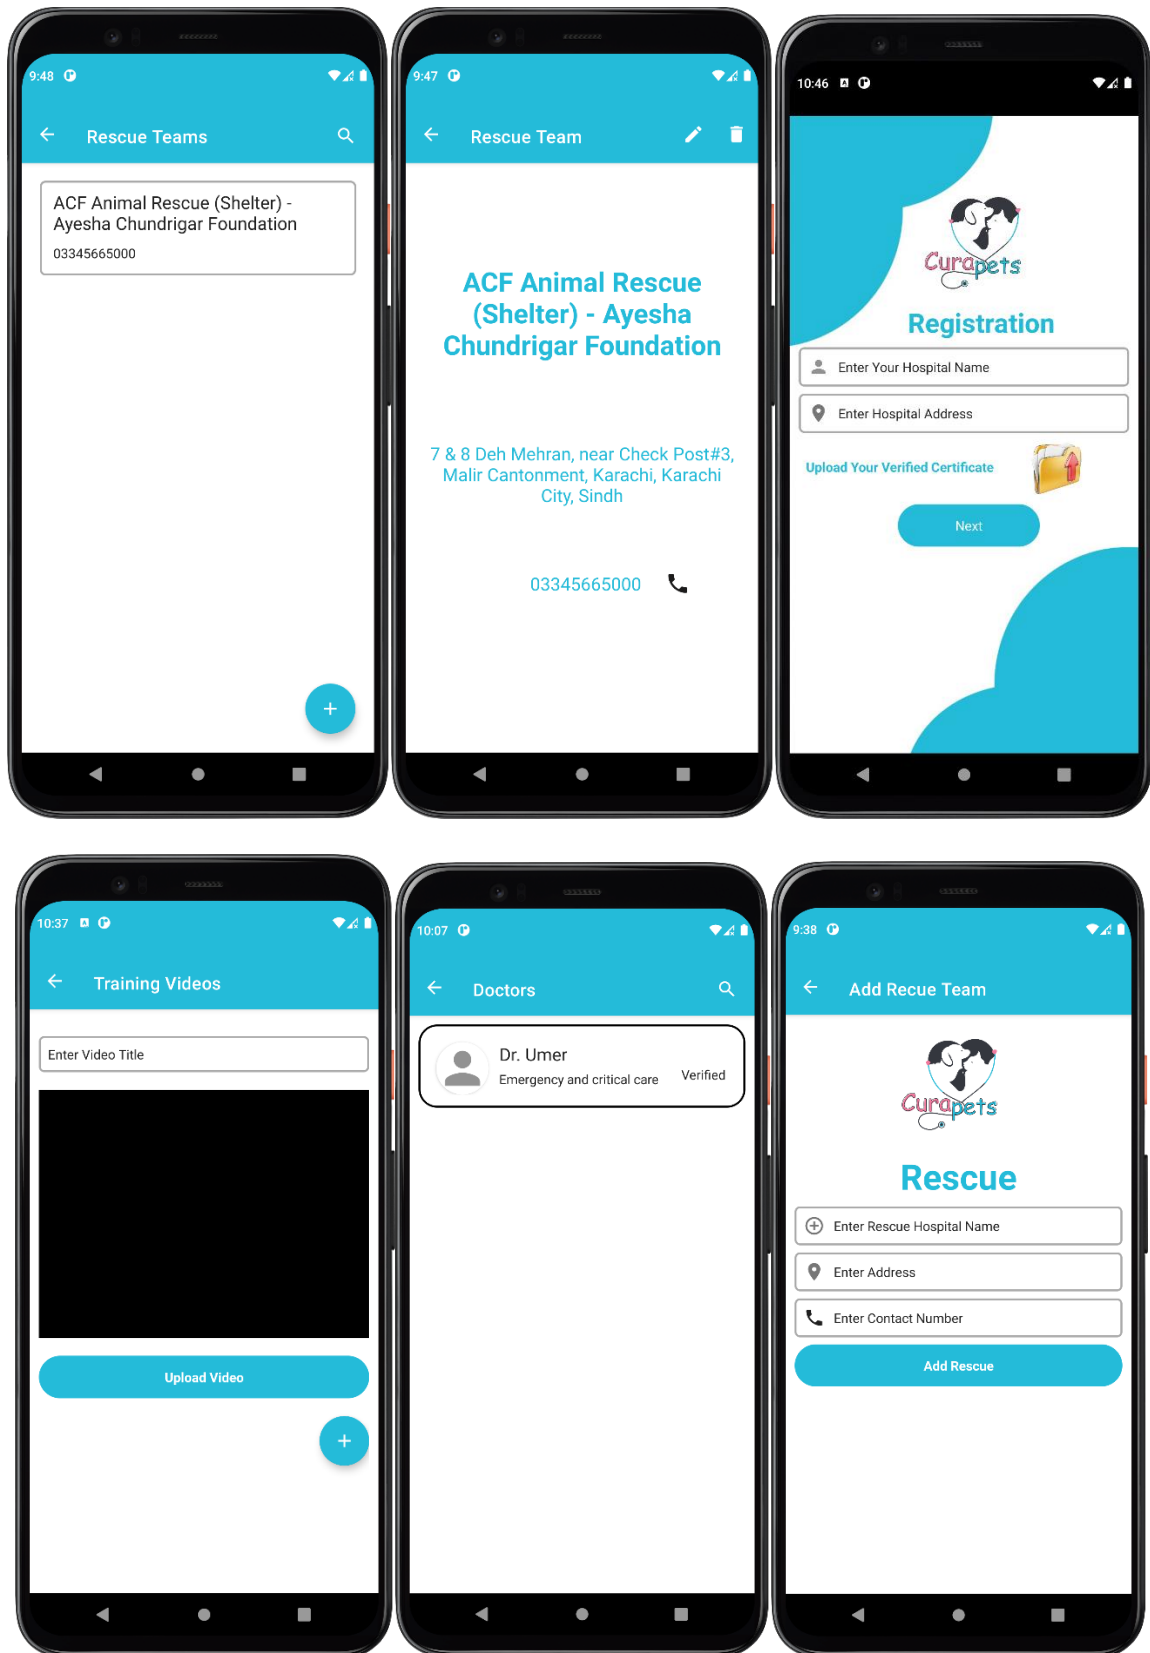 9:48
Rescue Teams
ACF Animal Rescue (Shelter) -
Ayesha Chundrigar Foundation
03345665000
9:47
Rescue Team
ACF Animal Rescue
(Shelter) - Ayesha
Chundrigar Foundation
7 & 8 Deh Mehran, near Check Post#3,
Malir Cantonment, Karachi, Karachi
City, Sindh
03345665000
10:46
Curapets
Registration
Enter Your Hospital Name
Enter Hospital Address
Upload Your Verified Certificate
Next
10:37
Training Videos
Enter Video Title
Upload Video
10:07
Doctors
Dr. Umer
Emergency and critical care
Verified
9:38
Add Recue Team
Curapets
Rescue
Enter Rescue Hospital Name
Enter Address
Enter Contact Number
Add Rescue